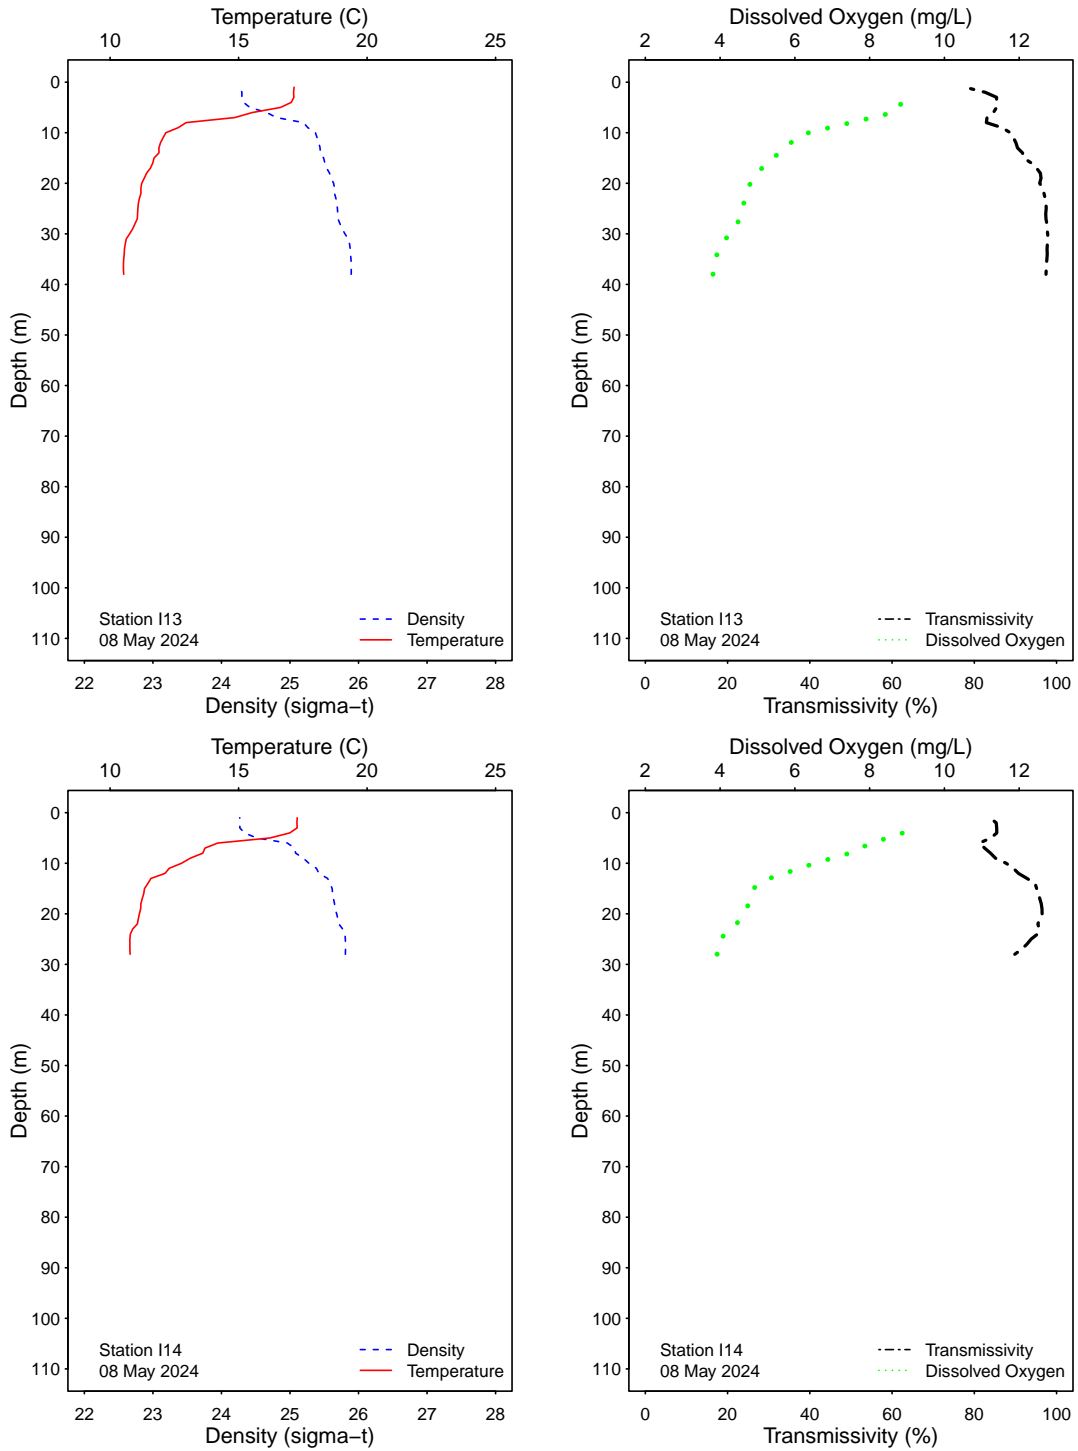 Temperature (C)
10 15 20 25
0
10
20
30
40
50
60
70
80
90
100
110
Depth (m)
Station I13
08 May 2024
Density
Temperature
22 23 24 25 26 27 28
Density (sigma−t)
Dissolved Oxygen (mg/L)
2 4 6 8 10 12
0
10
20
30
40
50
60
70
80
90
100
110
Depth (m)
Station I13
08 May 2024
Transmissivity
Dissolved Oxygen
0 20 40 60 80 100
Transmissivity (%)
Temperature (C)
10 15 20 25
0
10
20
30
40
50
60
70
80
90
100
110
Depth (m)
Station I14
08 May 2024
Density
Temperature
22 23 24 25 26 27 28
Density (sigma−t)
Dissolved Oxygen (mg/L)
2 4 6 8 10 12
0
10
20
30
40
50
60
70
80
90
100
110
Depth (m)
Station I14
08 May 2024
Transmissivity
Dissolved Oxygen
0 20 40 60 80 100
Transmissivity (%)